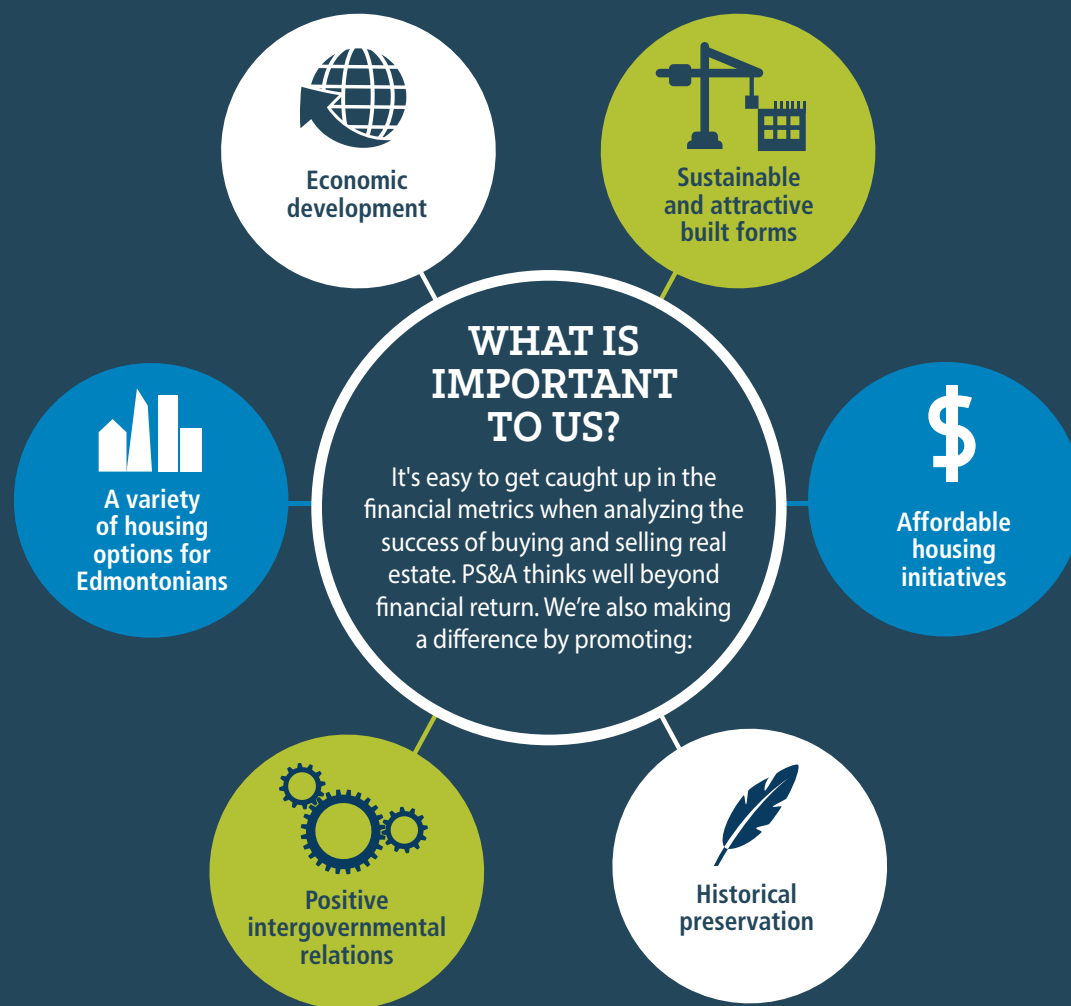 Economic
development
Sustainable
and attractive
built forms
WHAT IS
IMPORTANT
TO US?
It's easy to get caught up in the
financial metrics when analyzing the
success of buying and selling real
estate. PS&A thinks well beyond
financial return. We’re also making
a difference by promoting:
A variety
of housing
options for
Edmontonians
Affordable
housing
initiatives
Positive
intergovernmental
relations
Historical
preservation